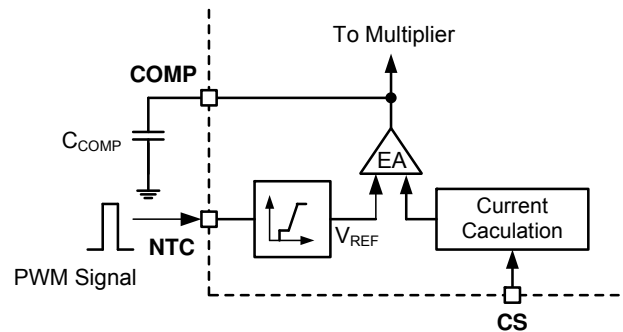 To Multiplier
COMP
C_COMP
EA
NTC
V_REF
Current
Caculation
PWM Signal
CS